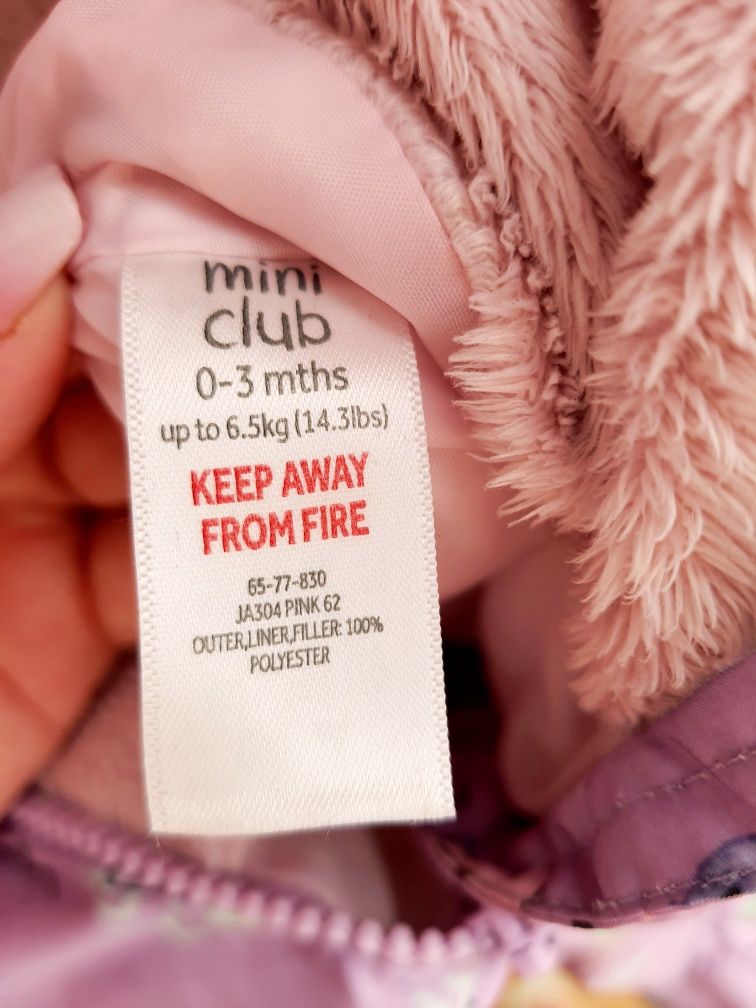 mini
club
0-3 mths
up to 6.5kg (14.3lbs)
KEEP AWAY
FROM FIRE
65-77-830
JA304 PINK 62
OUTER,LINER,FILLER: 100%
POLYESTER